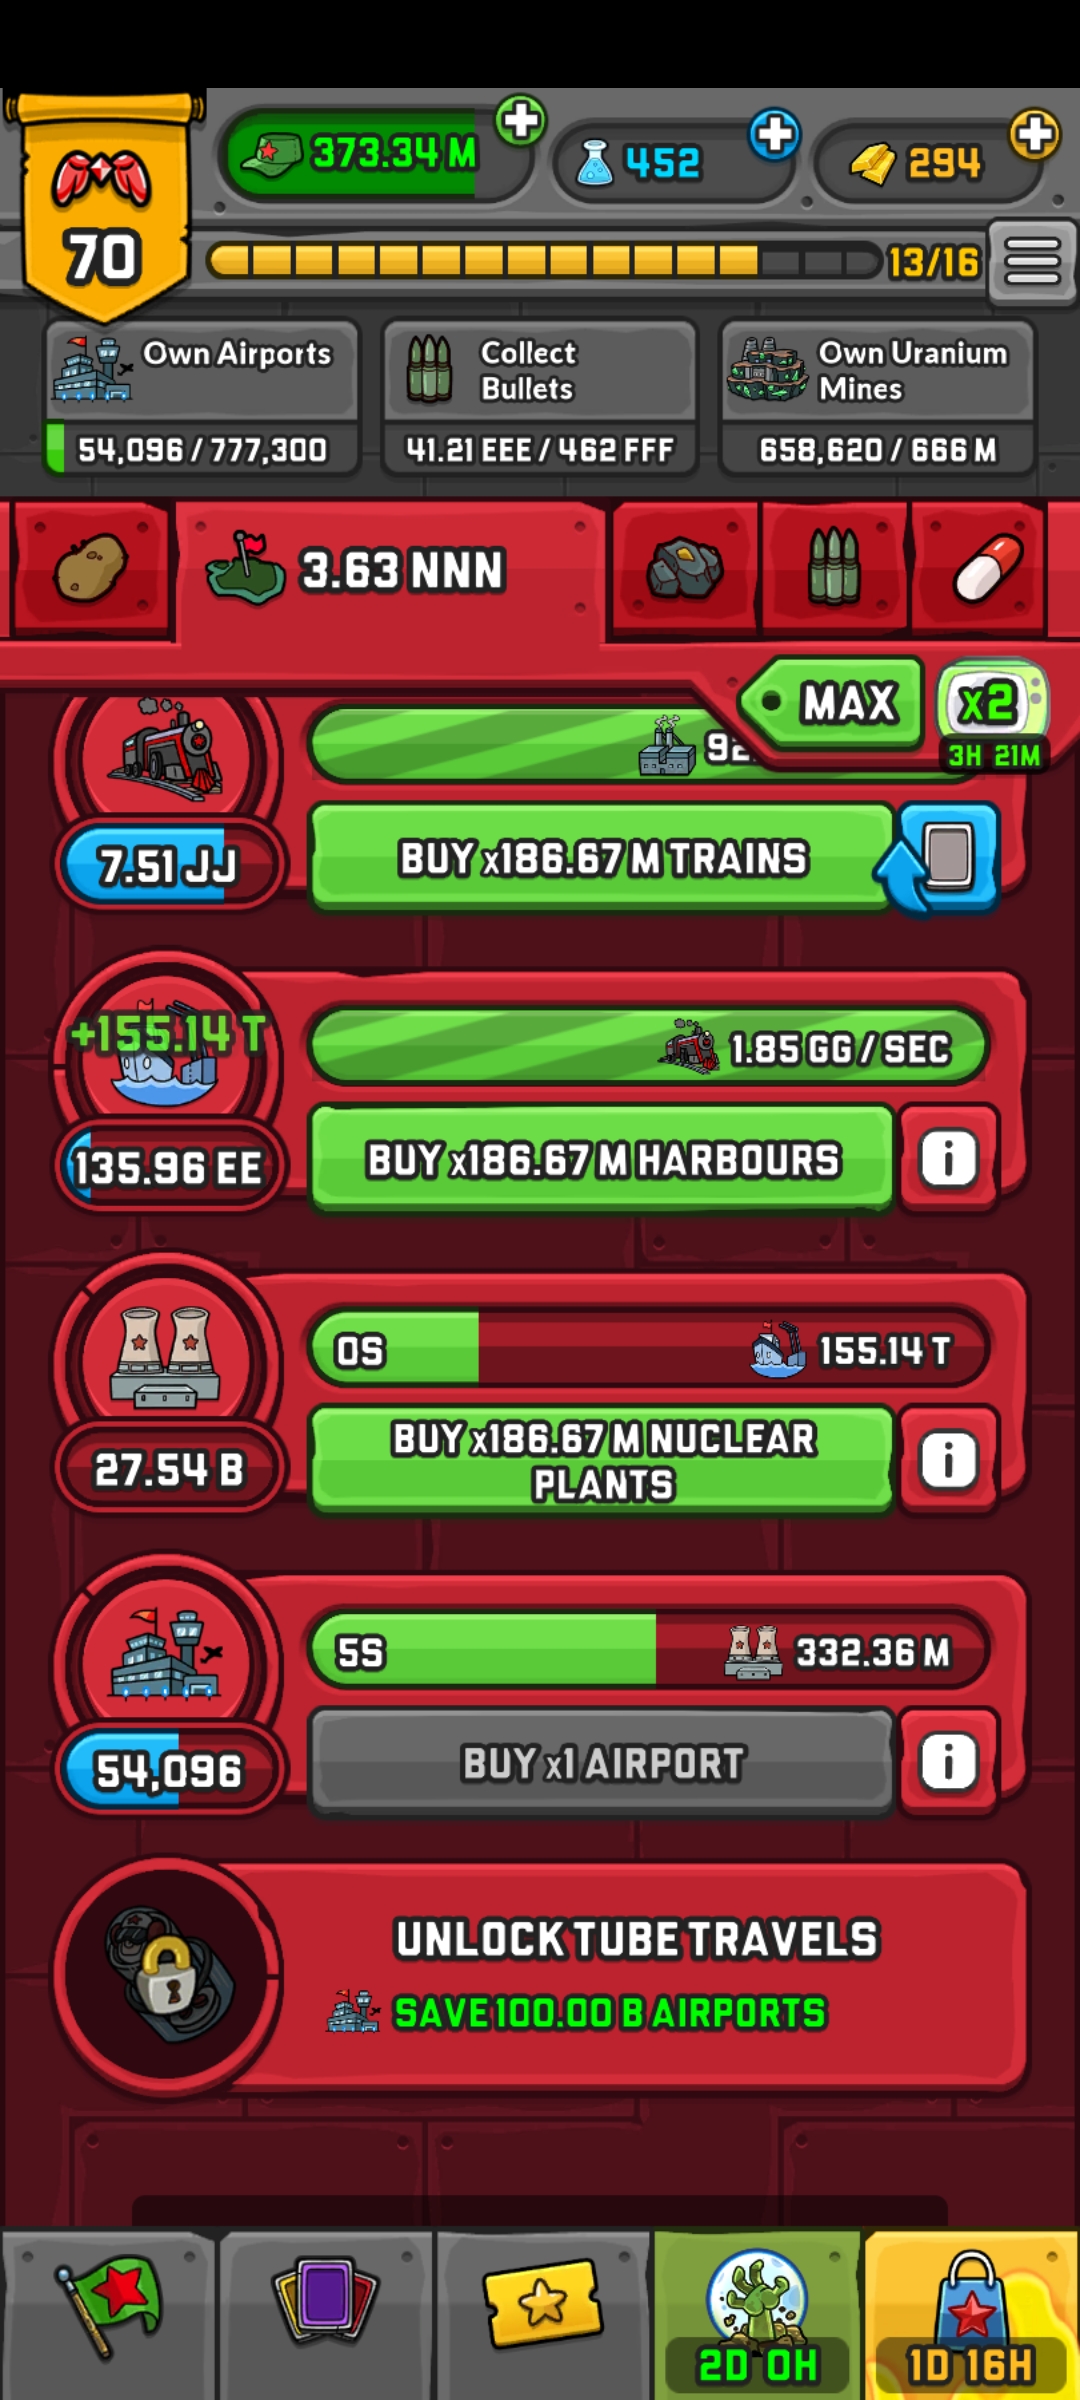 373.34 M
452
294
70
13/16
Own Airports
54,096 / 777,300
Collect
Bullets
41.21 EEE / 462 FFF
Own Uranium
Mines
658,620 / 666 M
3.63 NNN
MAX
x2
3H 21M
92
7.51 JJ
BUY x186.67 M TRAINS
+155.14 T
1.85 GG / SEC
135.96 EE
BUY x186.67 M HARBOURS
i
0S
155.14 T
27.54 B
BUY x186.67 M NUCLEAR
PLANTS
i
5S
332.36 M
54,096
BUY x1 AIRPORT
i
UNLOCK TUBE TRAVELS
SAVE 100.00 B AIRPORTS
2D 0H
1D 16H